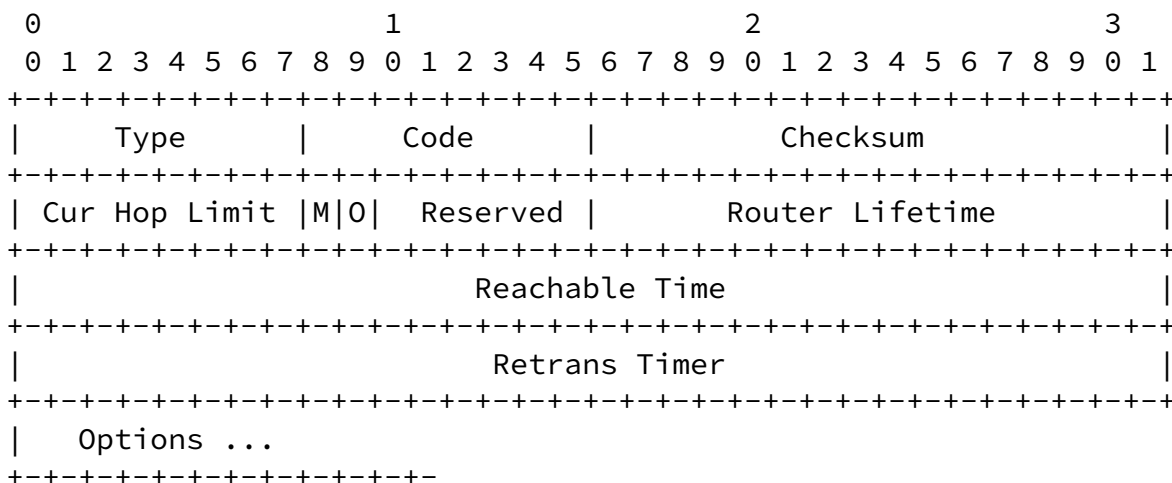 0                   1                   2                   3
 0 1 2 3 4 5 6 7 8 9 0 1 2 3 4 5 6 7 8 9 0 1 2 3 4 5 6 7 8 9 0 1
+-+-+-+-+-+-+-+-+-+-+-+-+-+-+-+-+-+-+-+-+-+-+-+-+-+-+-+-+-+-+-+-+
|     Type      |     Code      |          Checksum             |
+-+-+-+-+-+-+-+-+-+-+-+-+-+-+-+-+-+-+-+-+-+-+-+-+-+-+-+-+-+-+-+-+
| Cur Hop Limit |M|O|  Reserved |       Router Lifetime         |
+-+-+-+-+-+-+-+-+-+-+-+-+-+-+-+-+-+-+-+-+-+-+-+-+-+-+-+-+-+-+-+-+
|                         Reachable Time                        |
+-+-+-+-+-+-+-+-+-+-+-+-+-+-+-+-+-+-+-+-+-+-+-+-+-+-+-+-+-+-+-+-+
|                          Retrans Timer                        |
+-+-+-+-+-+-+-+-+-+-+-+-+-+-+-+-+-+-+-+-+-+-+-+-+-+-+-+-+-+-+-+-+
|   Options ...
+-+-+-+-+-+-+-+-+-+-+-+-